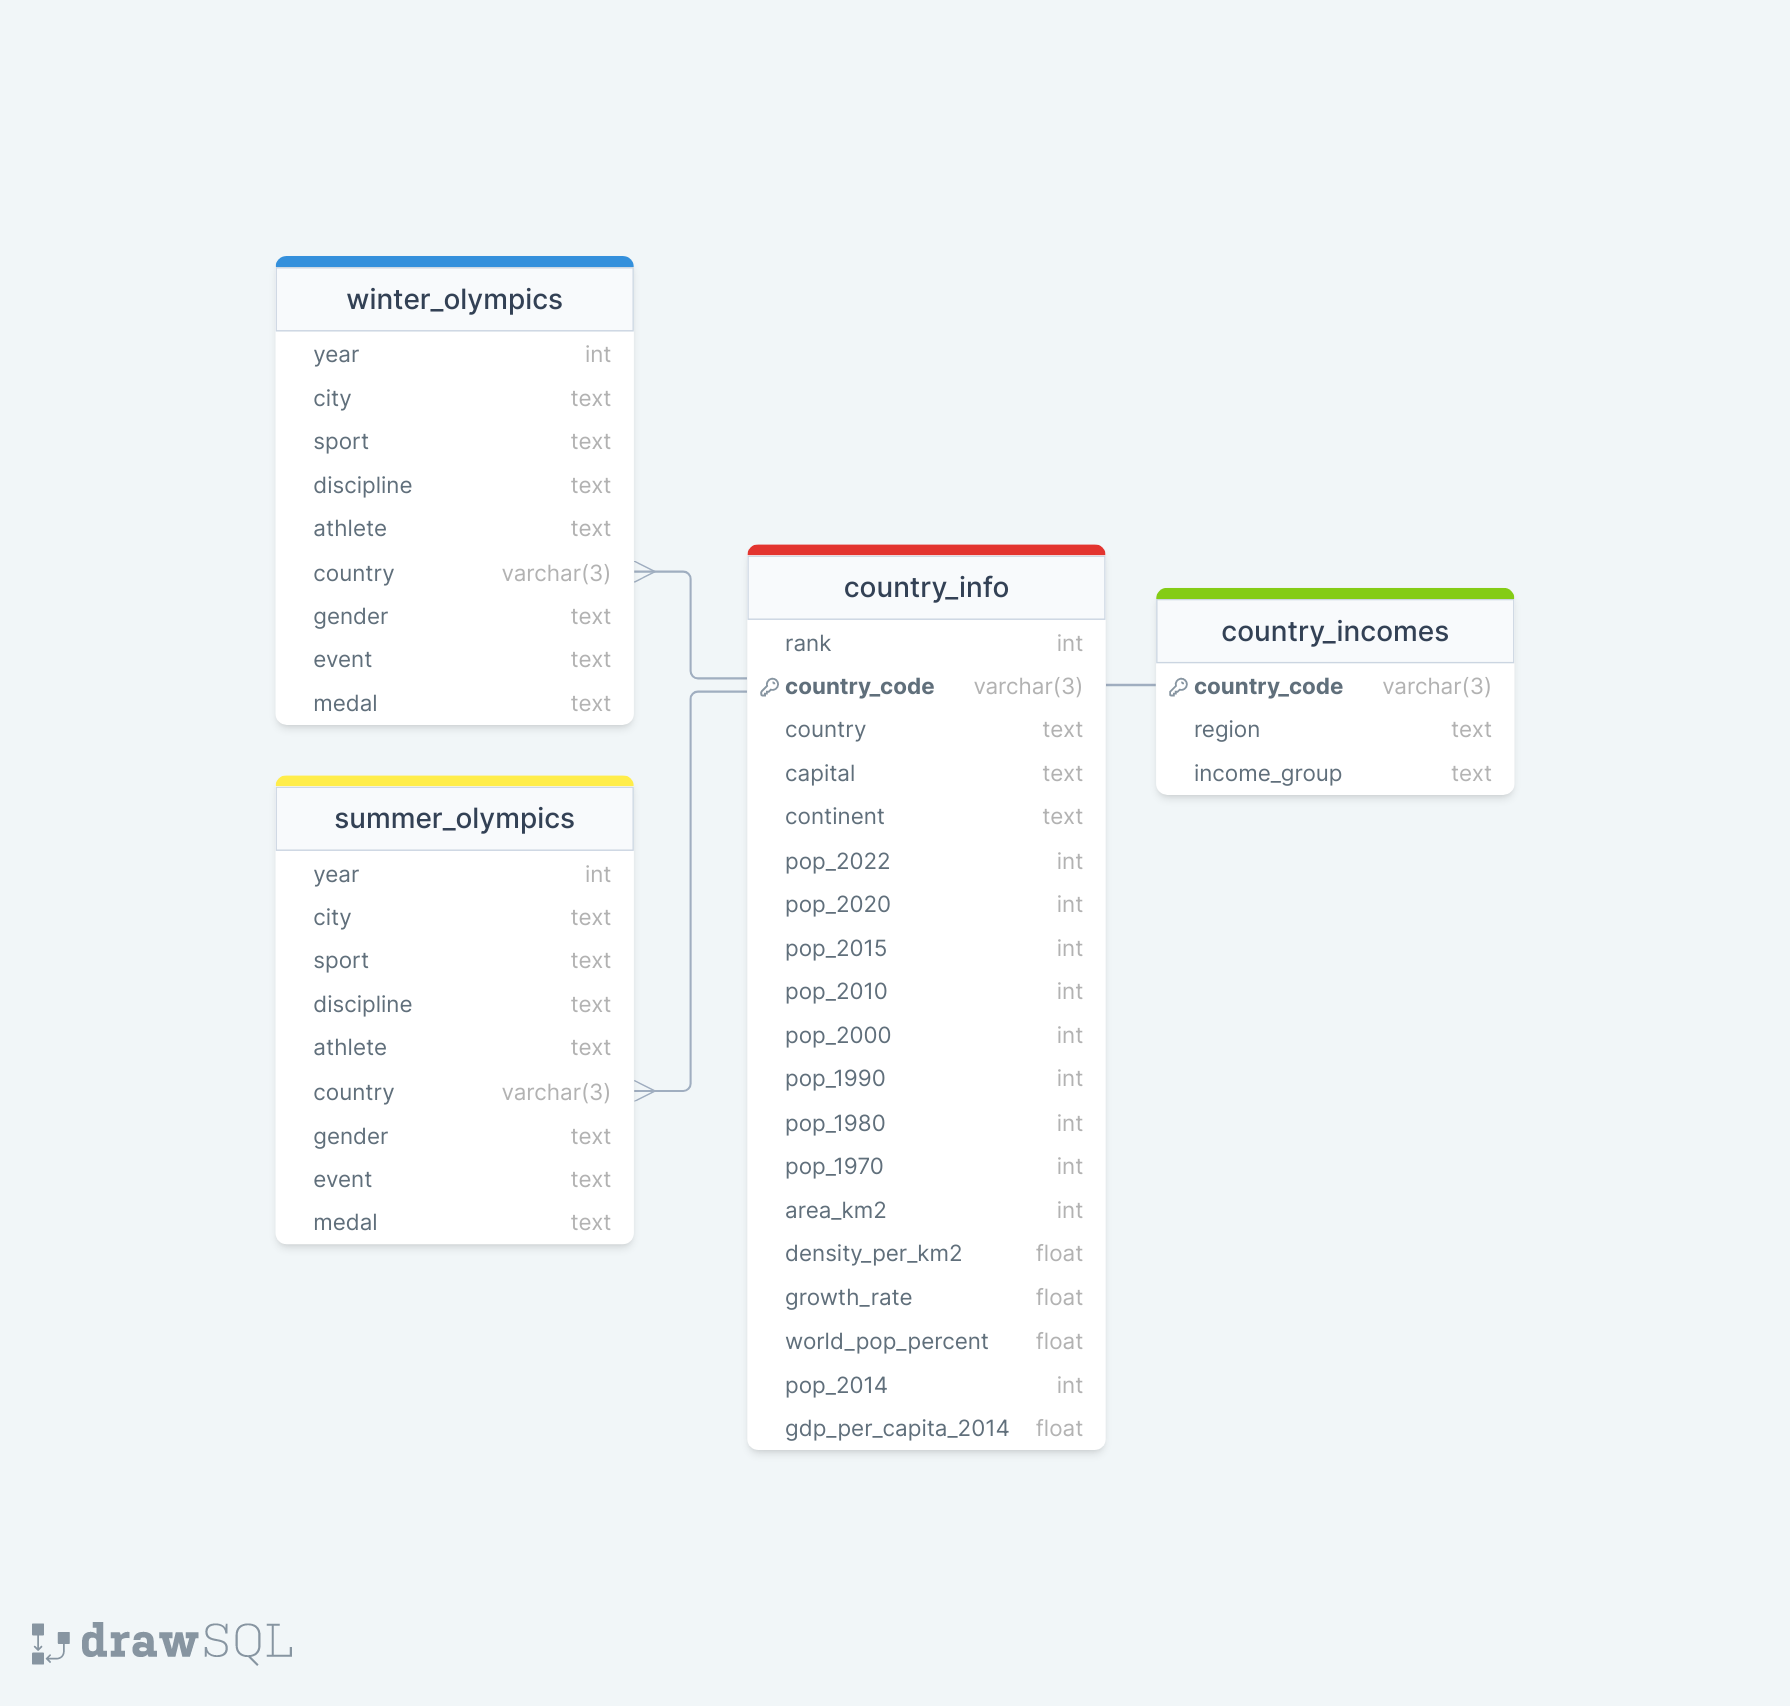 winter_olympics
year int
city text
sport text
discipline text
athlete text
country varchar(3)
gender text
event text
medal text
summer_olympics
year int
city text
sport text
discipline text
athlete text
country varchar(3)
gender text
event text
medal text
country_info
rank int
country_code varchar(3)
country text
capital text
continent text
pop_2022 int
pop_2020 int
pop_2015 int
pop_2010 int
pop_2000 int
pop_1990 int
pop_1980 int
pop_1970 int
area_km2 int
density_per_km2 float
growth_rate float
world_pop_percent float
pop_2014 int
gdp_per_capita_2014 float
country_incomes
country_code varchar(3)
region text
income_group text
drawSQL